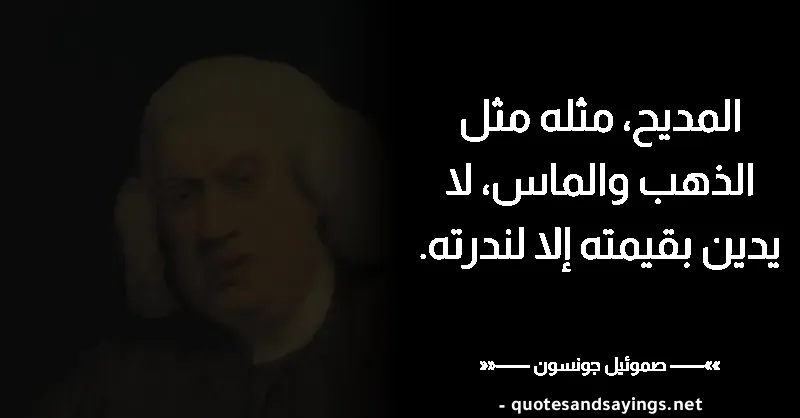 المديح، مثله مثل
الذهب والماس، لا
يدين بقيمته إلا لندرته.
»»—— صموئيل جونسون ——««
- quotesandsayings.net